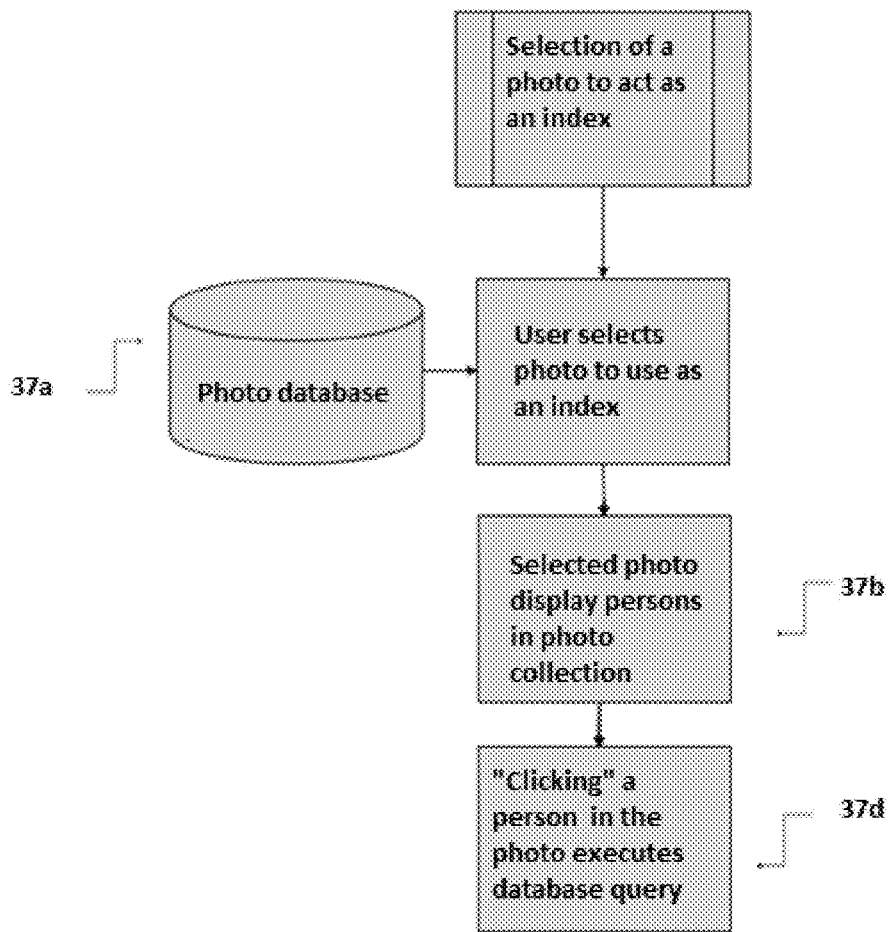 Selection of a
photo to act as
an index
User selects
photo to use as
an index
37a
Photo database
Selected photo
display persons
in photo
collection
37b
"Clicking" a
person in the
photo executes
database query
37d